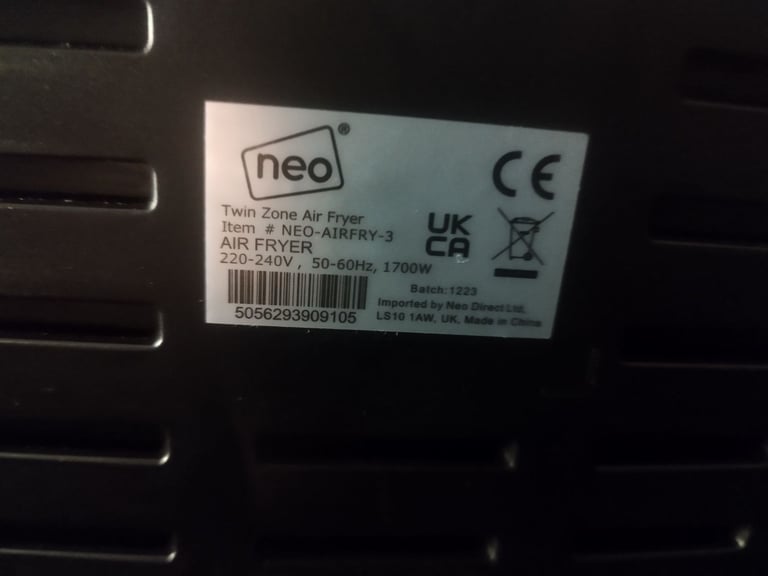 neo®
Twin Zone Air Fryer
Item # NEO-AIRFRY-3
AIR FRYER
220-240V , 50-60Hz, 1700W
5056293909105
CE
UK
CA
Batch:1223
Imported by Neo Direct Ltd,
LS10 1AW, UK, Made in China